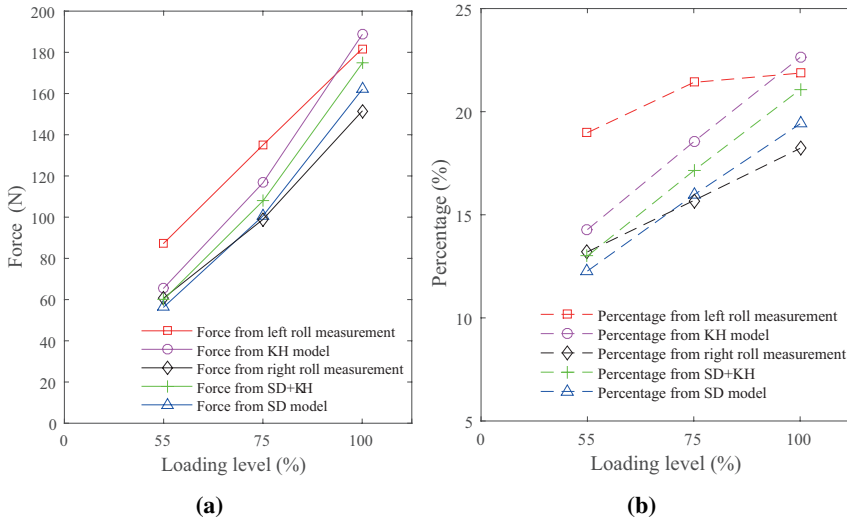 200
180
160
140
120
100
80
60
40
20
0
Force (N)
Force from left roll measurement
Force from KH model
Force from right roll measurement
Force from SD+KH
Force from SD model
0 55 75 100
Loading level (%)
(a)
25
20
15
10
5
Percentage (%)
Percentage from left roll measurement
Percentage from KH model
Percentage from right roll measurement
Percentage from SD+KH
Percentage from SD model
0 55 75 100
Loading level (%)
(b)